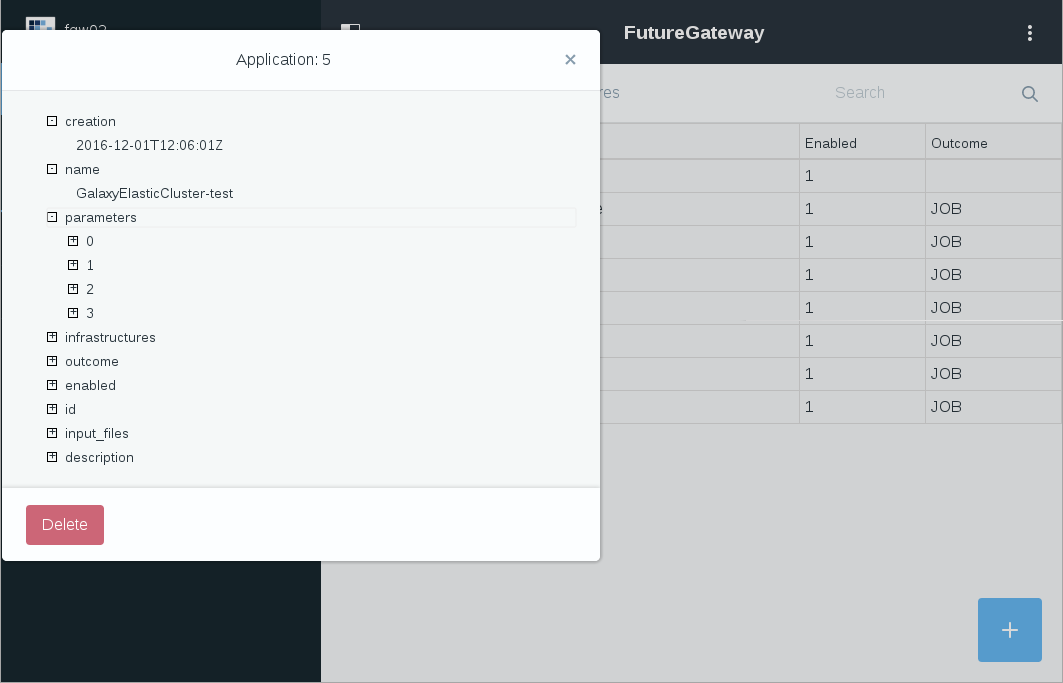 FutureGateway
Application: 5
Search
creation
2016-12-01T12:06:01Z
name
GalaxyElasticCluster-test
parameters
0
1
2
3
infrastructures
outcome
enabled
id
input_files
description
Delete
Enabled Outcome
1
1 JOB
1 JOB
1 JOB
1 JOB
1 JOB
1 JOB
1 JOB